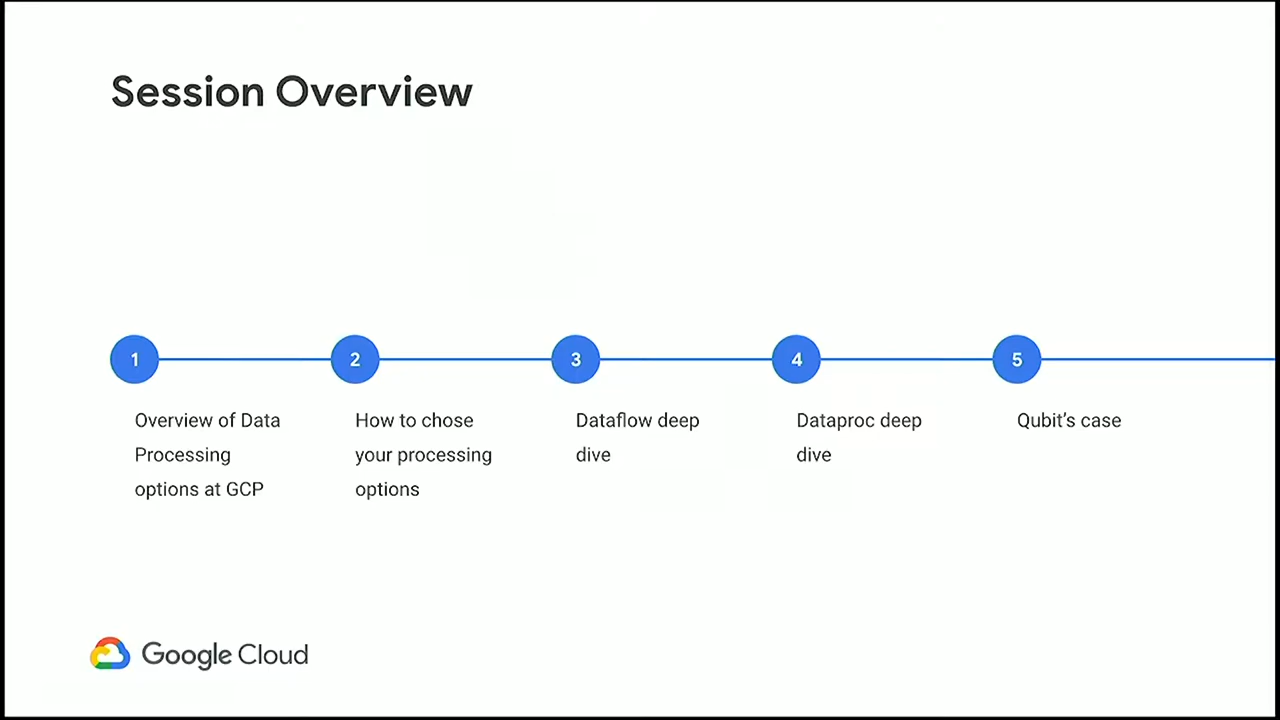 Session Overview
1
2
3
4
5
Overview of Data
Processing
options at GCP
How to chose
your processing
options
Dataflow deep
dive
Dataproc deep
dive
Qubit's case
Google Cloud